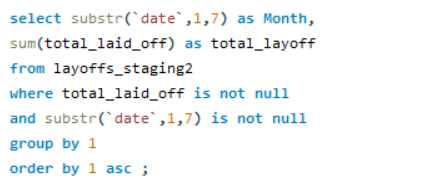 select substr(`date`,1,7) as Month,
sum(total_laid_off) as total_layoff
from layoffs_staging2
where total_laid_off is not null
and substr(`date`,1,7) is not null
group by 1
order by 1 asc ;